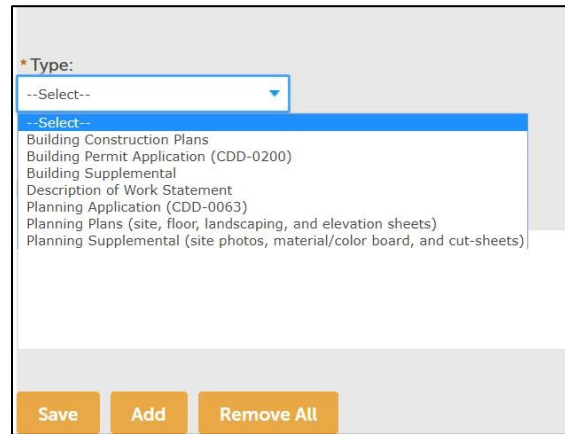 *Type:
--Select--
--Select--
Building Construction Plans
Building Permit Application (CDD-0200)
Building Supplemental
Description of Work Statement
Planning Application (CDD-0063)
Planning Plans (site, floor, landscaping, and elevation sheets)
Planning Supplemental (site photos, material/color board, and cut-sheets)
Save Add Remove All